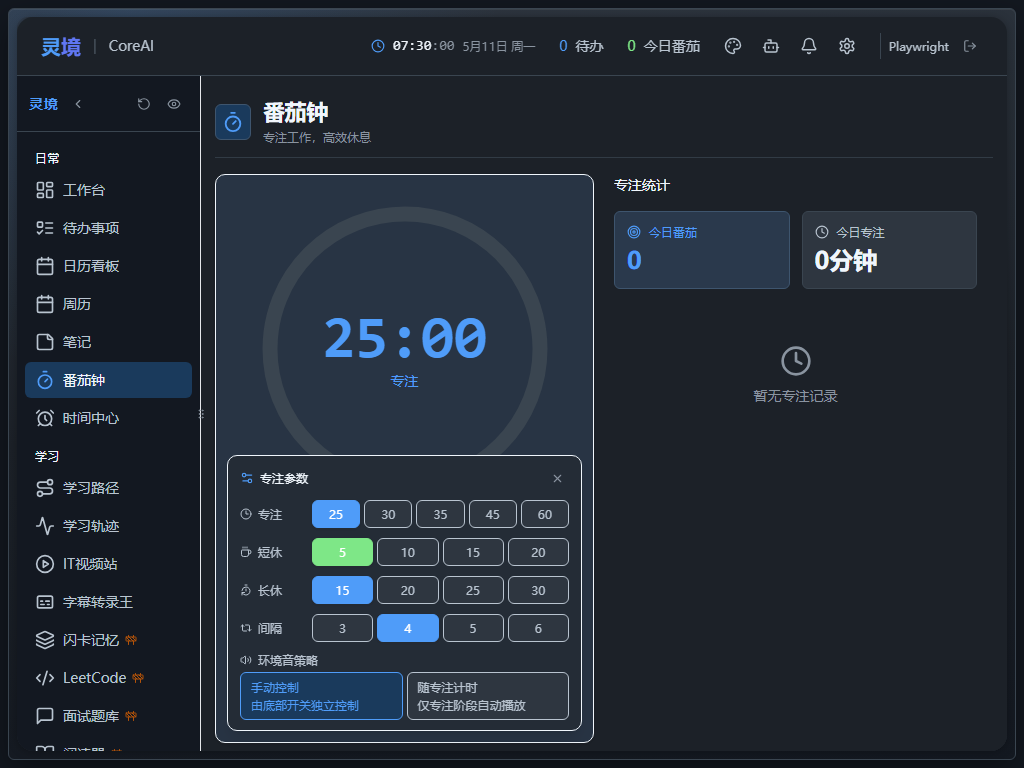 灵境 | CoreAI
07:30:00 5月11日 周一
0 待办
0 今日番茄
Playwright
灵境
日常
工作台
待办事项
日历看板
周历
笔记
番茄钟
时间中心
学习
学习路径
学习轨迹
IT视频站
字幕转录王
闪卡记忆
LeetCode
面试题库
番茄钟
专注工作，高效休息
25:00
专注
专注参数
专注 25 30 35 45 60
短休 5 10 15 20
长休 15 20 25 30
间隔 3 4 5 6
环境音策略
手动控制
由底部开关独立控制
随专注计时
仅专注阶段自动播放
专注统计
今日番茄
0
今日专注
0分钟
暂无专注记录